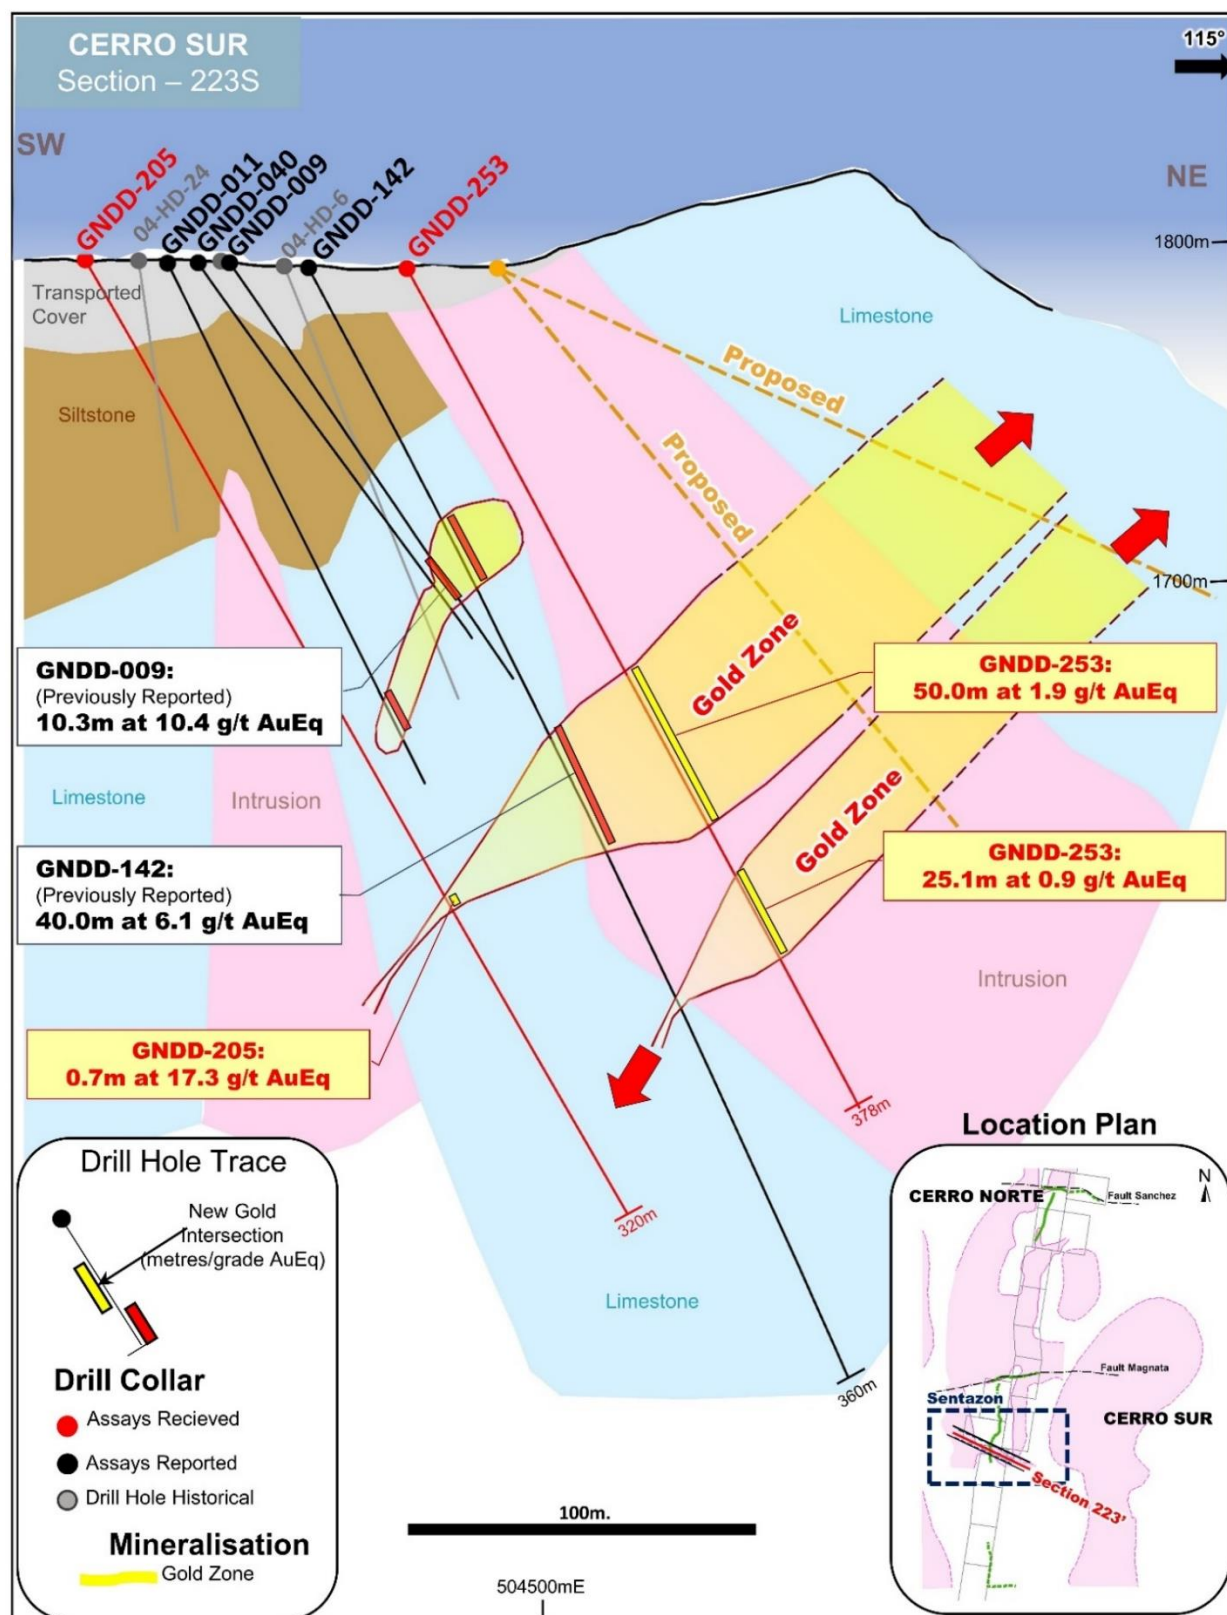 CERRO SUR
Section – 223S
115°
SW
NE
GNDD-205
04-HD-24
GNDD-011
GNDD-040
GNDD-009
04-HD-6
GNDD-142
GNDD-253
1800m
Transported
Cover
Limestone
Proposed
Siltstone
Proposed
1700m
GNDD-009:
(Previously Reported)
10.3m at 10.4 g/t AuEq
Gold Zone
GNDD-253:
50.0m at 1.9 g/t AuEq
Limestone
Intrusion
Gold Zone
GNDD-142:
(Previously Reported)
40.0m at 6.1 g/t AuEq
GNDD-253:
25.1m at 0.9 g/t AuEq
Intrusion
GNDD-205:
0.7m at 17.3 g/t AuEq
378m
320m
Limestone
360m
Drill Hole Trace
New Gold
Intersection
(metres/grade AuEq)
Drill Collar
Assays Recieved
Assays Reported
Drill Hole Historical
Mineralisation
Gold Zone
100m.
504500mE
Location Plan
N
CERRO NORTE
Fault Sanchez
Fault Magnata
Sentazon
CERRO SUR
Section 223'